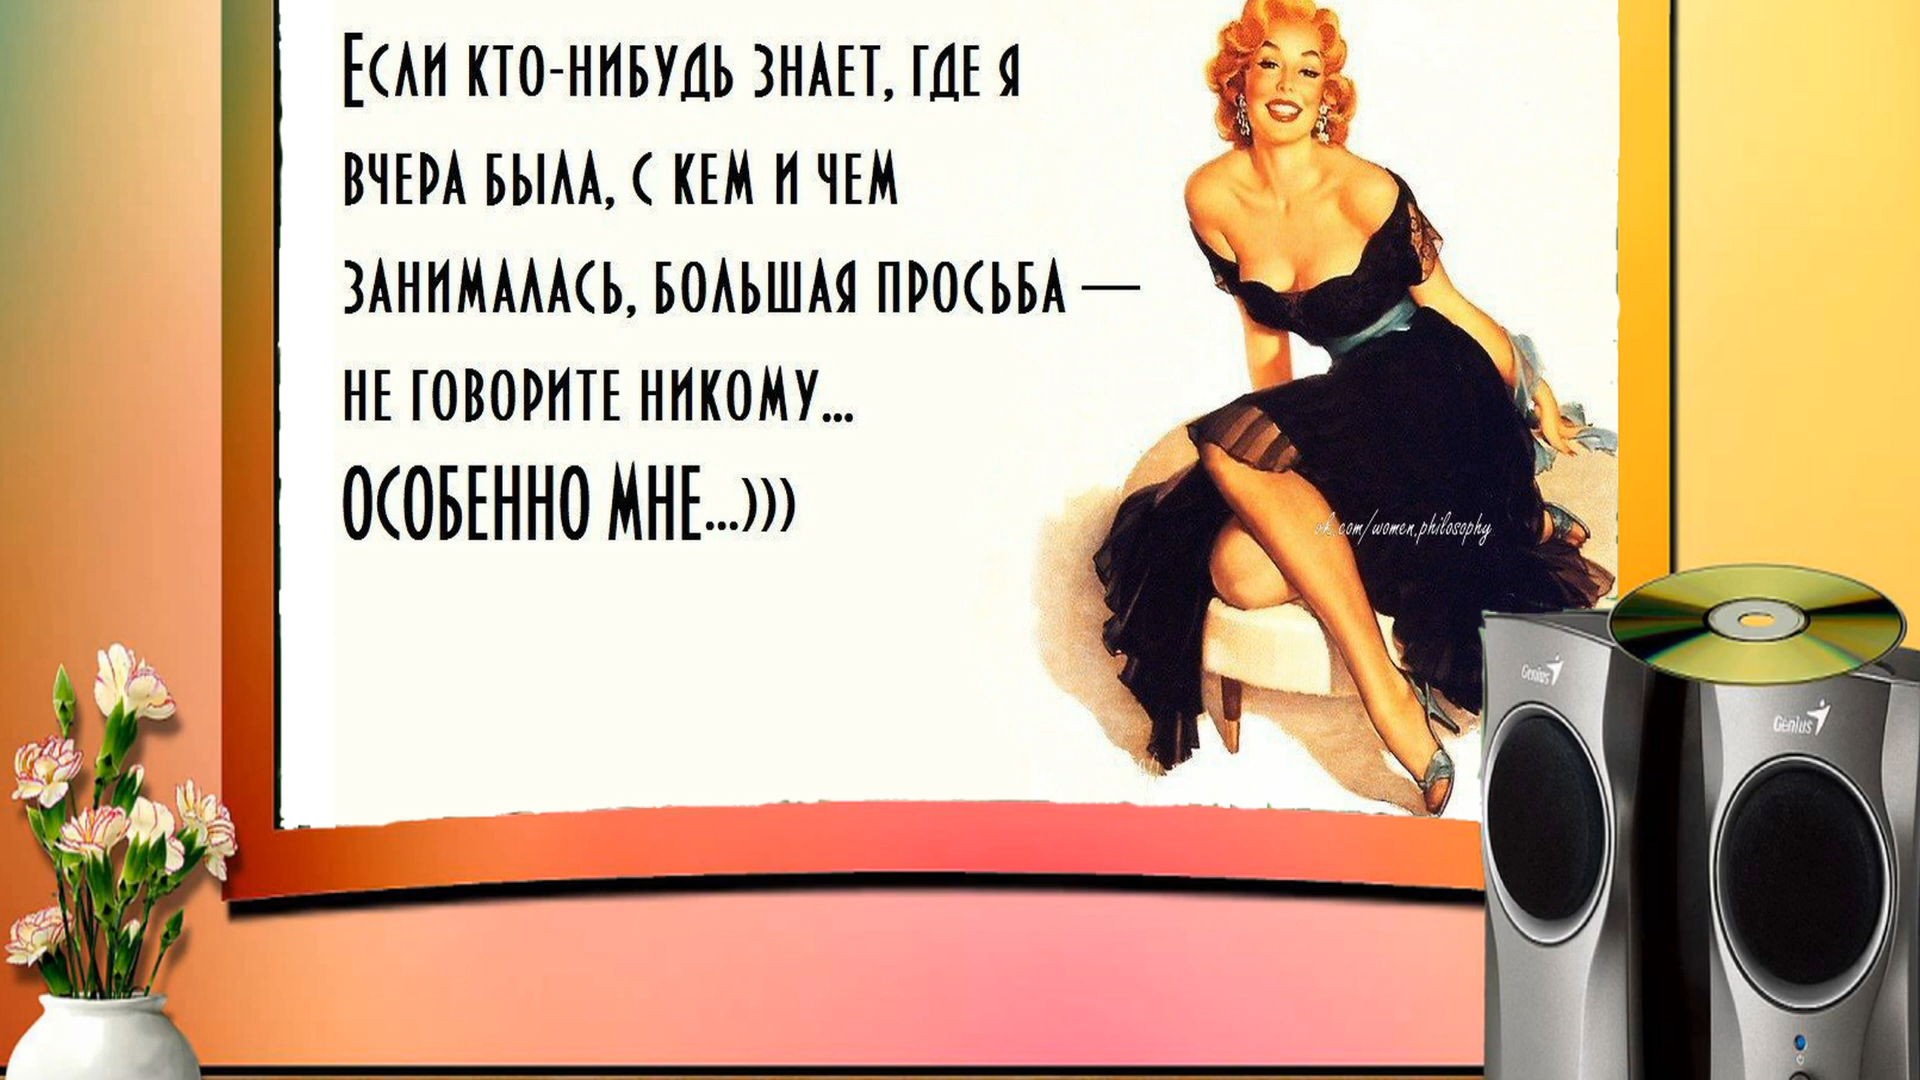 Если кто-нибудь знает, где я
вчера была, с кем и чем
занималась, большая просьба —
не говорите никому...
ОСОБЕННО МНЕ...)))
ok.com/women.philosophy
Genius
Genius